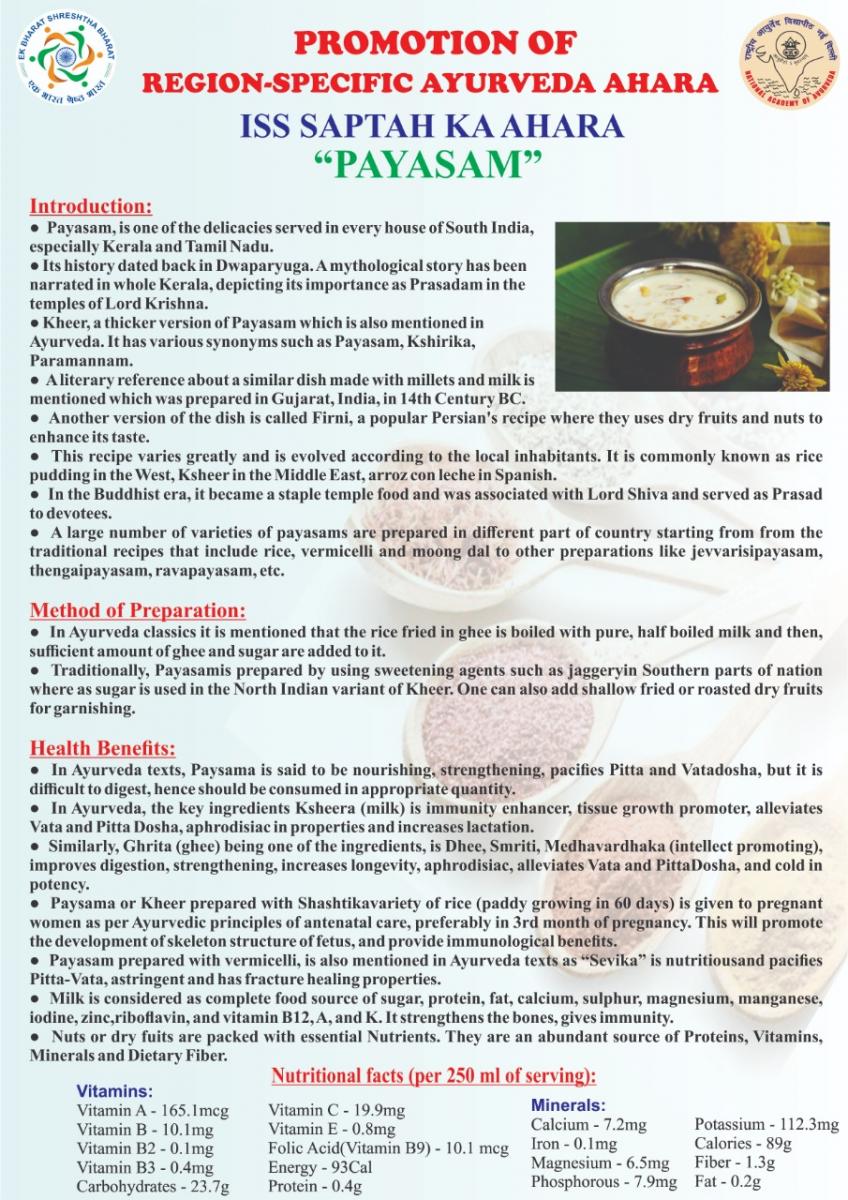 EK BHARAT SHRESHTHA BHARAT
एक भारत श्रेष्ठ भारत
राष्ट्रीय आयुर्वेद विद्यापीठ नई दिल्ली
NATIONAL ACADEMY OF AYURVEDA
PROMOTION OF
REGION-SPECIFIC AYURVEDA AHARA
ISS SAPTAH KA AHARA
“PAYASAM”
Introduction:
● Payasam, is one of the delicacies served in every house of South India,
especially Kerala and Tamil Nadu.
● Its history dated back in Dwaparyuga. A mythological story has been
narrated in whole Kerala, depicting its importance as Prasadam in the
temples of Lord Krishna.
● Kheer, a thicker version of Payasam which is also mentioned in
Ayurveda. It has various synonyms such as Payasam, Kshirika,
Paramannam.
● A literary reference about a similar dish made with millets and milk is
mentioned which was prepared in Gujarat, India, in 14th Century BC.
● Another version of the dish is called Firni, a popular Persian's recipe where they uses dry fruits and nuts to
enhance its taste.
● This recipe varies greatly and is evolved according to the local inhabitants. It is commonly known as rice
pudding in the West, Ksheer in the Middle East, arroz con leche in Spanish.
● In the Buddhist era, it became a staple temple food and was associated with Lord Shiva and served as Prasad
to devotees.
● A large number of varieties of payasams are prepared in different part of country starting from from the
traditional recipes that include rice, vermicelli and moong dal to other preparations like jevvarisipayasam,
thengaipayasam, ravapayasam, etc.
Method of Preparation:
● In Ayurveda classics it is mentioned that the rice fried in ghee is boiled with pure, half boiled milk and then,
sufficient amount of ghee and sugar are added to it.
● Traditionally, Payasamis prepared by using sweetening agents such as jaggeryin Southern parts of nation
where as sugar is used in the North Indian variant of Kheer. One can also add shallow fried or roasted dry fruits
for garnishing.
Health Benefits:
● In Ayurveda texts, Paysama is said to be nourishing, strengthening, pacifies Pitta and Vatadosha, but it is
difficult to digest, hence should be consumed in appropriate quantity.
● In Ayurveda, the key ingredients Ksheera (milk) is immunity enhancer, tissue growth promoter, alleviates
Vata and Pitta Dosha, aphrodisiac in properties and increases lactation.
● Similarly, Ghrita (ghee) being one of the ingredients, is Dhee, Smriti, Medhavardhaka (intellect promoting),
improves digestion, strengthening, increases longevity, aphrodisiac, alleviates Vata and PittaDosha, and cold in
potency.
● Paysama or Kheer prepared with Shashtikavariety of rice (paddy growing in 60 days) is given to pregnant
women as per Ayurvedic principles of antenatal care, preferably in 3rd month of pregnancy. This will promote
the development of skeleton structure of fetus, and provide immunological benefits.
● Payasam prepared with vermicelli, is also mentioned in Ayurveda texts as “Sevika” is nutritiousand pacifies
Pitta-Vata, astringent and has fracture healing properties.
● Milk is considered as complete food source of sugar, protein, fat, calcium, sulphur, magnesium, manganese,
iodine, zinc,riboflavin, and vitamin B12, A, and K. It strengthens the bones, gives immunity.
● Nuts or dry fuits are packed with essential Nutrients. They are an abundant source of Proteins, Vitamins,
Minerals and Dietary Fiber.
Nutritional facts (per 250 ml of serving):
Vitamins:
Vitamin A - 165.1mcg
Vitamin B - 10.1mg
Vitamin B2 - 0.1mg
Vitamin B3 - 0.4mg
Carbohydrates - 23.7g
Vitamin C - 19.9mg
Vitamin E - 0.8mg
Folic Acid(Vitamin B9) - 10.1 mcg
Energy - 93Cal
Protein - 0.4g
Minerals:
Calcium - 7.2mg
Iron - 0.1mg
Magnesium - 6.5mg
Phosphorous - 7.9mg
Potassium - 112.3mg
Calories - 89g
Fiber - 1.3g
Fat - 0.2g